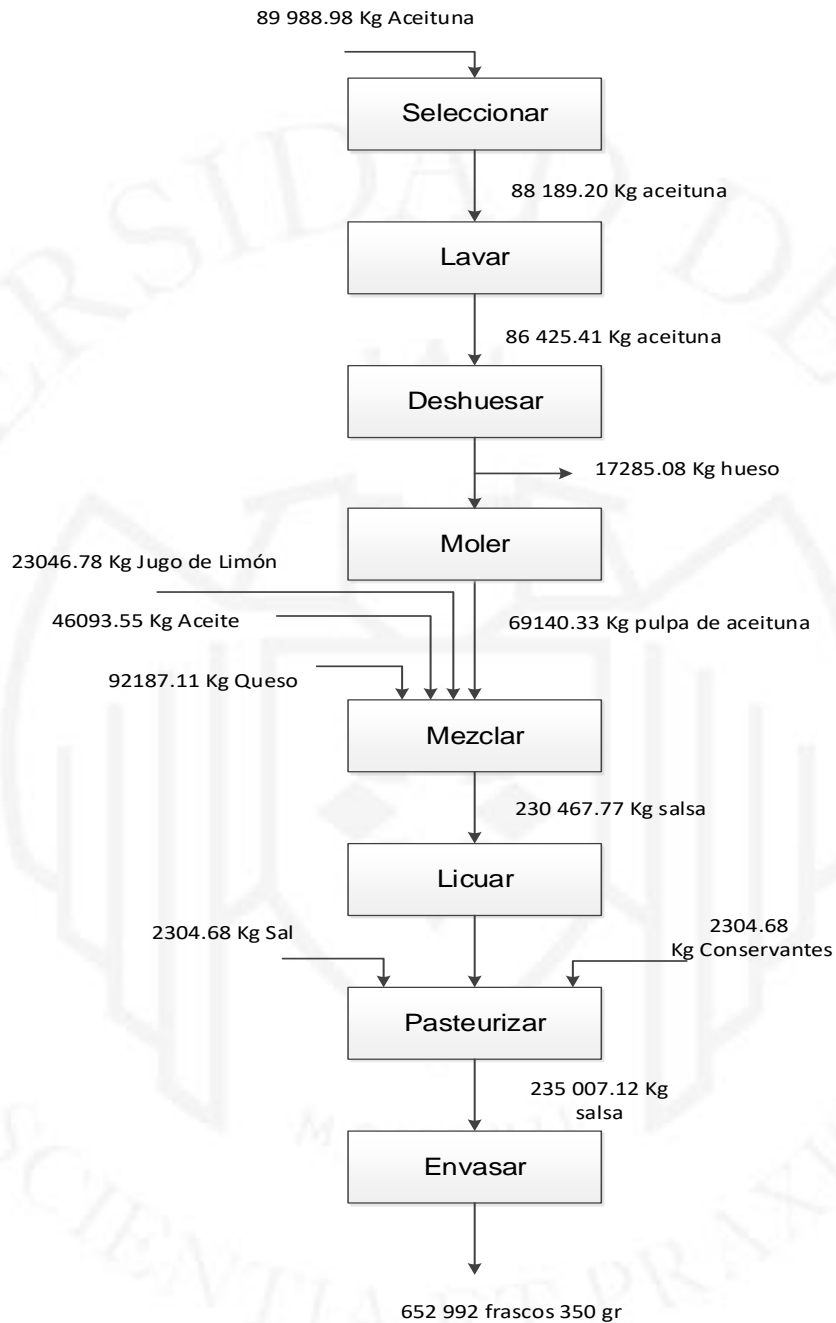 89 988.98 Kg Aceituna
Seleccionar
88 189.20 Kg aceituna
Lavar
86 425.41 Kg aceituna
Deshuesar
17285.08 Kg hueso
Moler
23046.78 Kg Jugo de Limón
46093.55 Kg Aceite
69140.33 Kg pulpa de aceituna
92187.11 Kg Queso
Mezclar
230 467.77 Kg salsa
Licuar
2304.68 Kg Sal
2304.68
Kg Conservantes
Pasteurizar
235 007.12 Kg
salsa
Envasar
652 992 frascos 350 gr
SCIENTIA ET PRAXIS